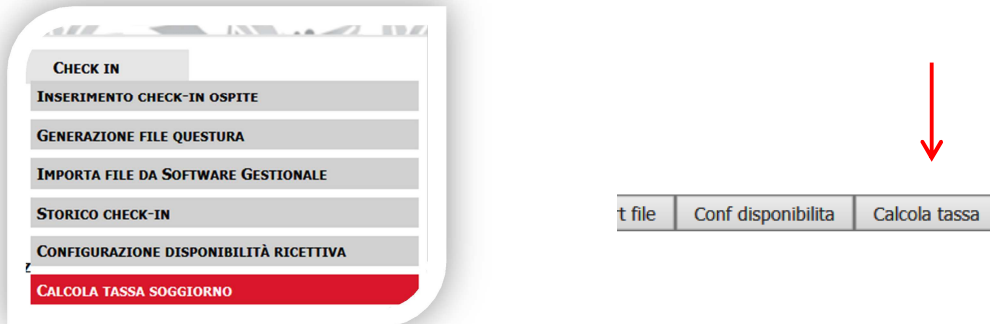 CHECK IN
INSERIMENTO CHECK-IN OSPITE
GENERAZIONE FILE QUESTURA
IMPORTA FILE DA SOFTWARE GESTIONALE
STORICO CHECK-IN
CONFIGURAZIONE DISPONIBILITÀ RICETTIVA
CALCOLA TASSA SOGGIORNO
file Conf disponibilita Calcola tassa